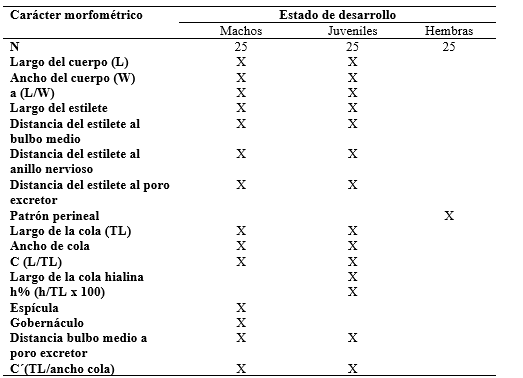 Carácter morfométrico Estado de desarrollo
Machos Juveniles Hembras
N 25 25 25
Largo del cuerpo (L) X X
Ancho del cuerpo (W) X X
a (L/W) X X
Largo del estilete X X
Distancia del estilete al X X
bulbo medio
Distancia del estilete al X X
anillo nervioso
Distancia del estilete al poro X X
excretor
Patrón perineal X
Largo de la cola (TL) X X
Ancho de cola X X
C (L/TL) X X
Largo de la cola hialina X
h% (h/TL x 100) X
Espícula X
Gobernáculo X
Distancia bulbo medio a X X
poro excretor
C´(TL/ancho cola) X X